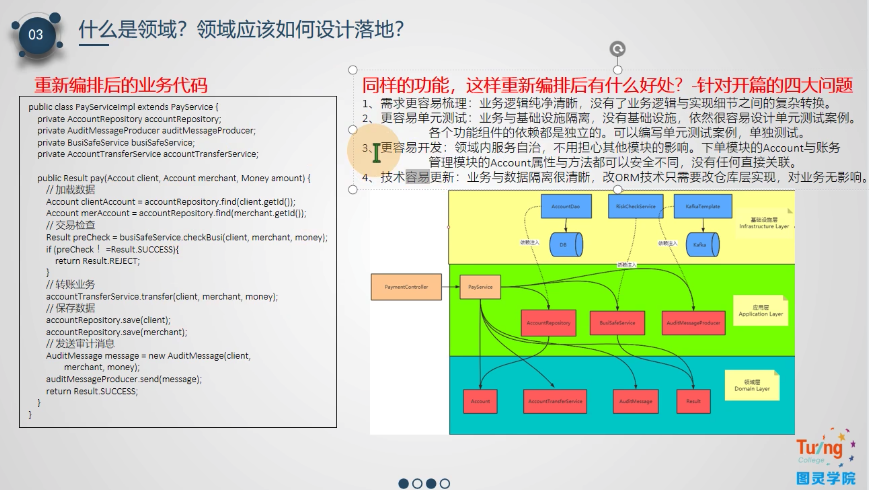 03
什么是领域？领域应该如何设计落地？
重新编排后的业务代码
public class PayServiceImpl extends PayService {
private AccountRepository accountRepository;
private AuditMessageProducer auditMessageProducer;
private BusiSafeService busiSafeService;
private AccountTransferService accountTransferService;
public Result pay(Account client, Account merchant, Money amount) {
// 加载数据
Account clientAccount = accountRepository.find(client.getId());
Account merAccount = accountRepository.find(merchant.getId());
// 交易检查
Result preCheck = busiSafeService.checkBusi(client, merchant, money);
if (preCheck ！=Result.SUCCESS){
return Result.REJECT;
}
// 转账业务
accountTransferService.transfer(client, merchant, money);
// 保存数据
accountRepository.save(client);
accountRepository.save(merchant);
// 发送审计消息
AuditMessage message = new AuditMessage(client,
merchant, money);
auditMessageProducer.send(message);
return Result.SUCCESS;
}
}
同样的功能，这样重新编排后有什么好处？-针对开篇的四大问题
1、需求更容易梳理：业务逻辑纯净清晰，没有了业务逻辑与实现细节之间的复杂转换。
2、更容易单元测试：业务与基础设施隔离，没有基础设施，依然很容易设计单元测试案例。
各个功能组件的依赖都是独立的。可以编写单元测试案例，单独测试。
3、更容易开发：领域内服务自治，不用担心其他模块的影响。下单模块的Account与账务
管理模块的Account属性与方法都可以安全不同，没有任何直接关联。
4、技术容易更新：业务与数据隔离很清晰，改ORM技术只需要改仓库层实现，对业务无影响。
AccountDao
RiskCheckService
KafkaTemplate
基础设施层
Infrastructure Layer
依赖注入
DB
依赖注入
Kafka
依赖注入
PaymentController
PayService
应用层
Application Layer
AccountRepository
BusiSafeService
AuditMessageProducer
领域层
Domain Layer
Account
AccountTransferService
AuditMessage
Result
Turing
College
图灵学院